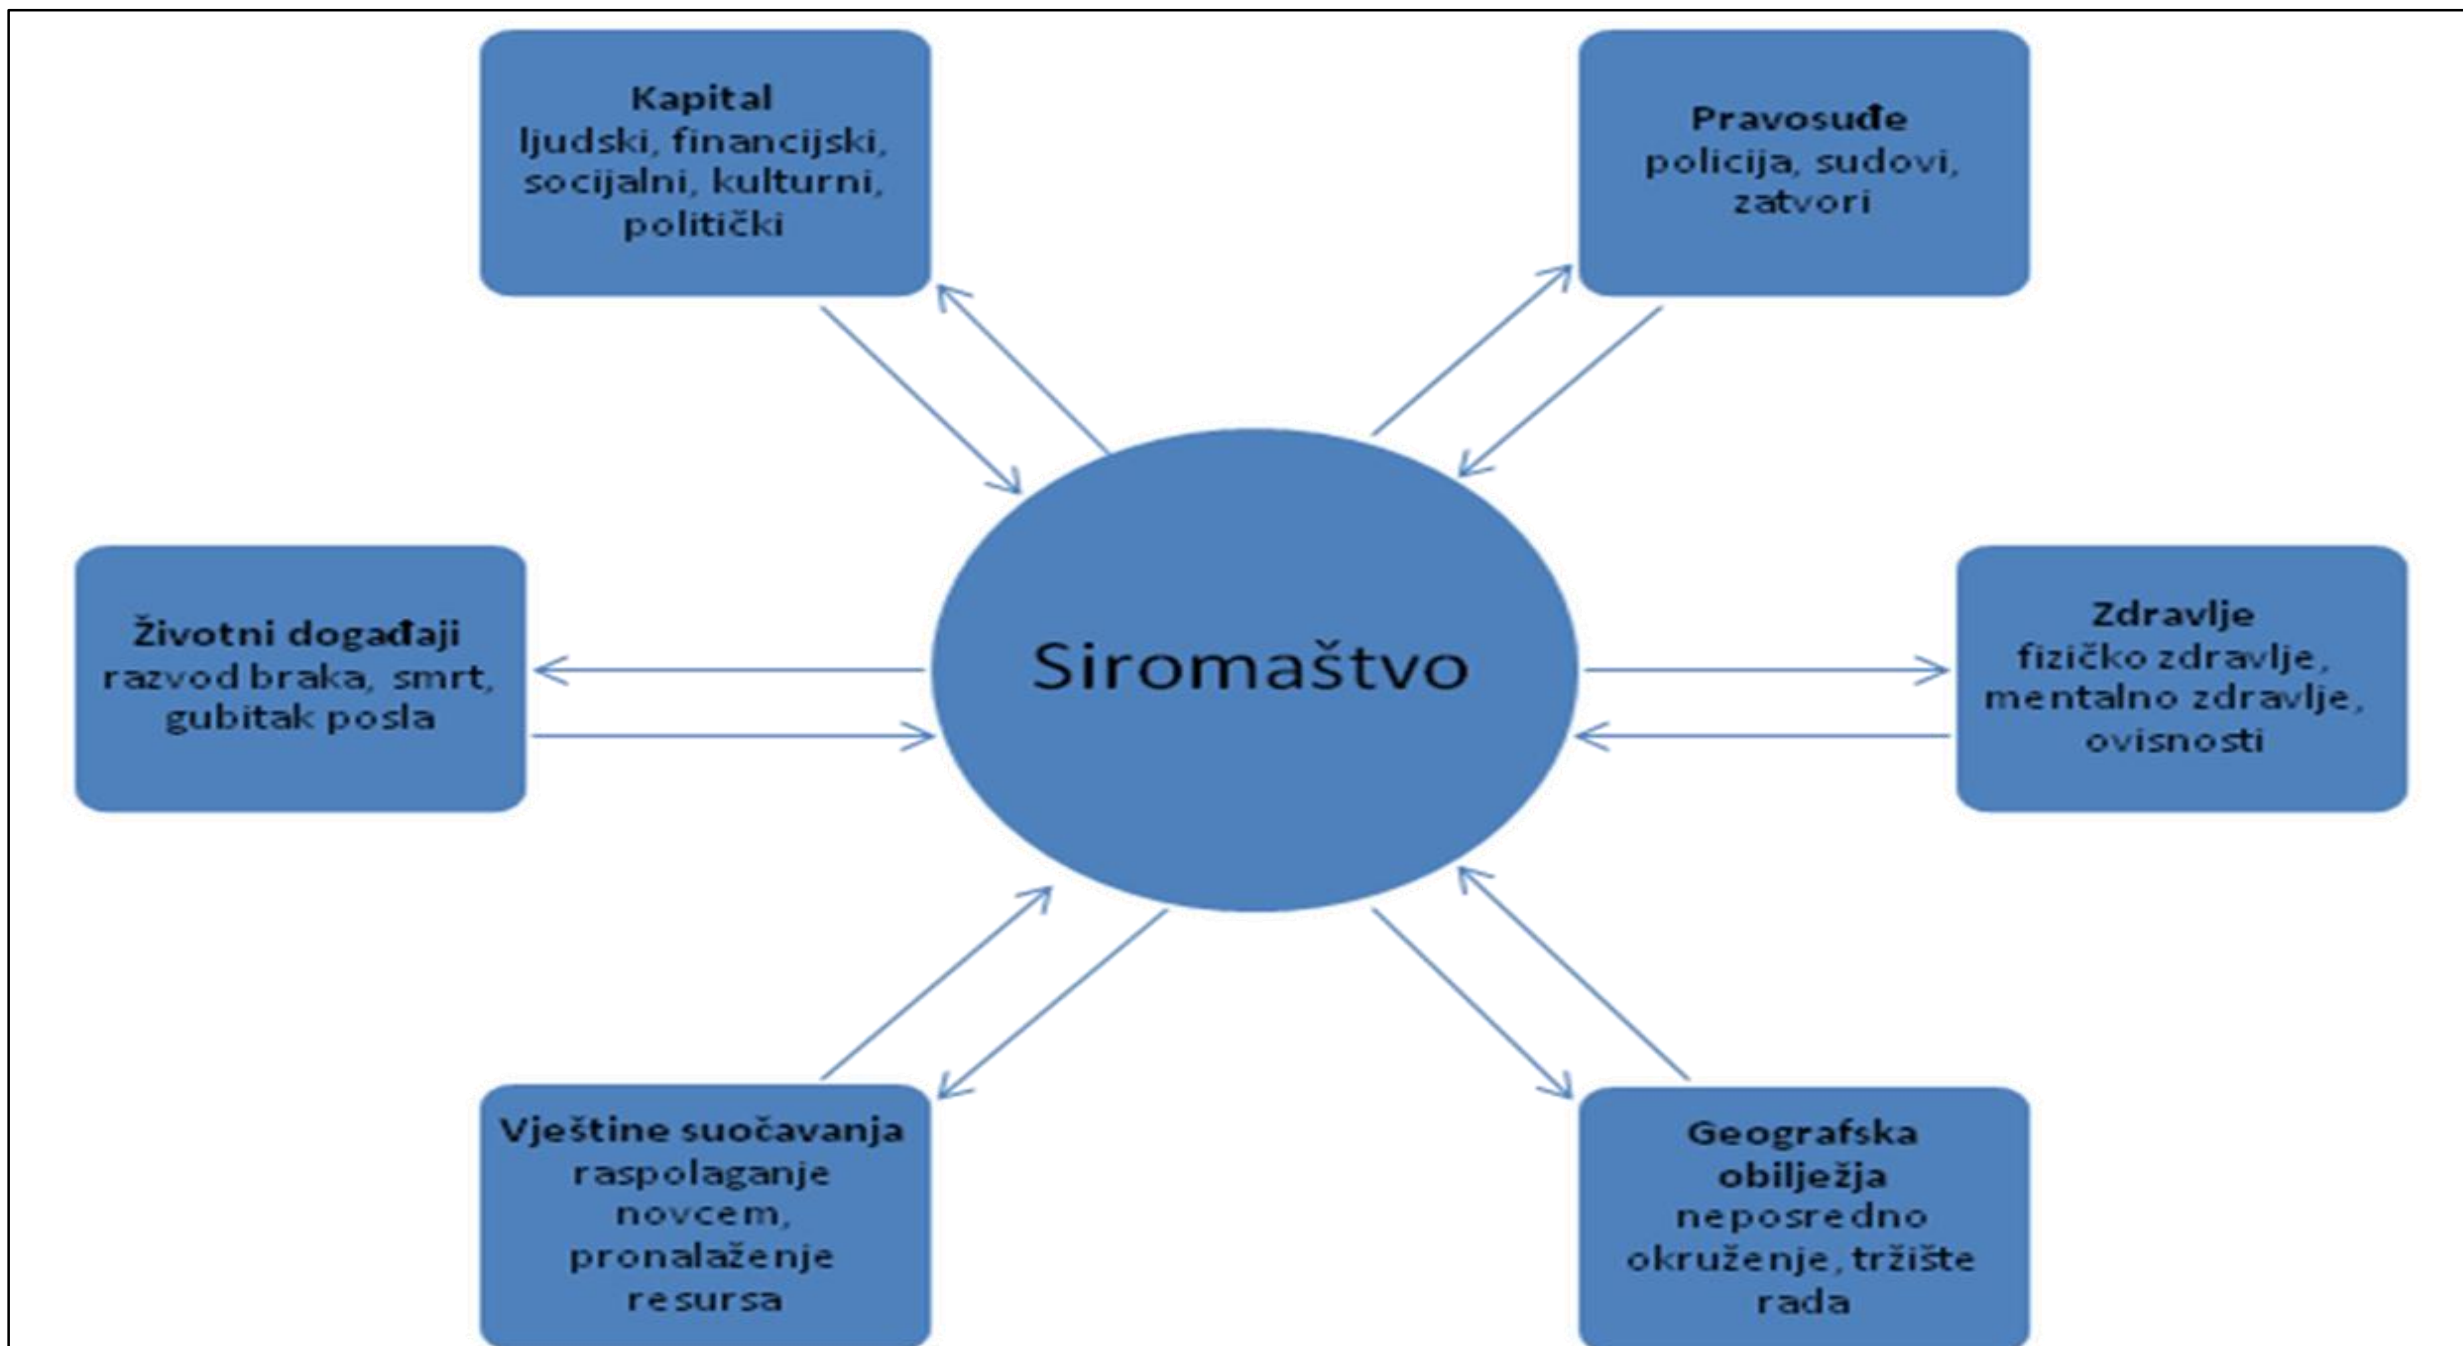 Kapital
ljudski, financijski,
socijalni, kulturni,
politički
Pravosuđe
policija, sudovi,
zatvori
Životni događaji
razvod braka, smrt,
gubitak posla
Siromaštvo
Zdravlje
fizičko zdravlje,
mentalno zdravlje,
ovisnosti
Vještine suočavanja
raspolaganje
novcem,
pronalaženje
resursa
Geografska
obilježja
neposredno
okruženje, tržište
rada